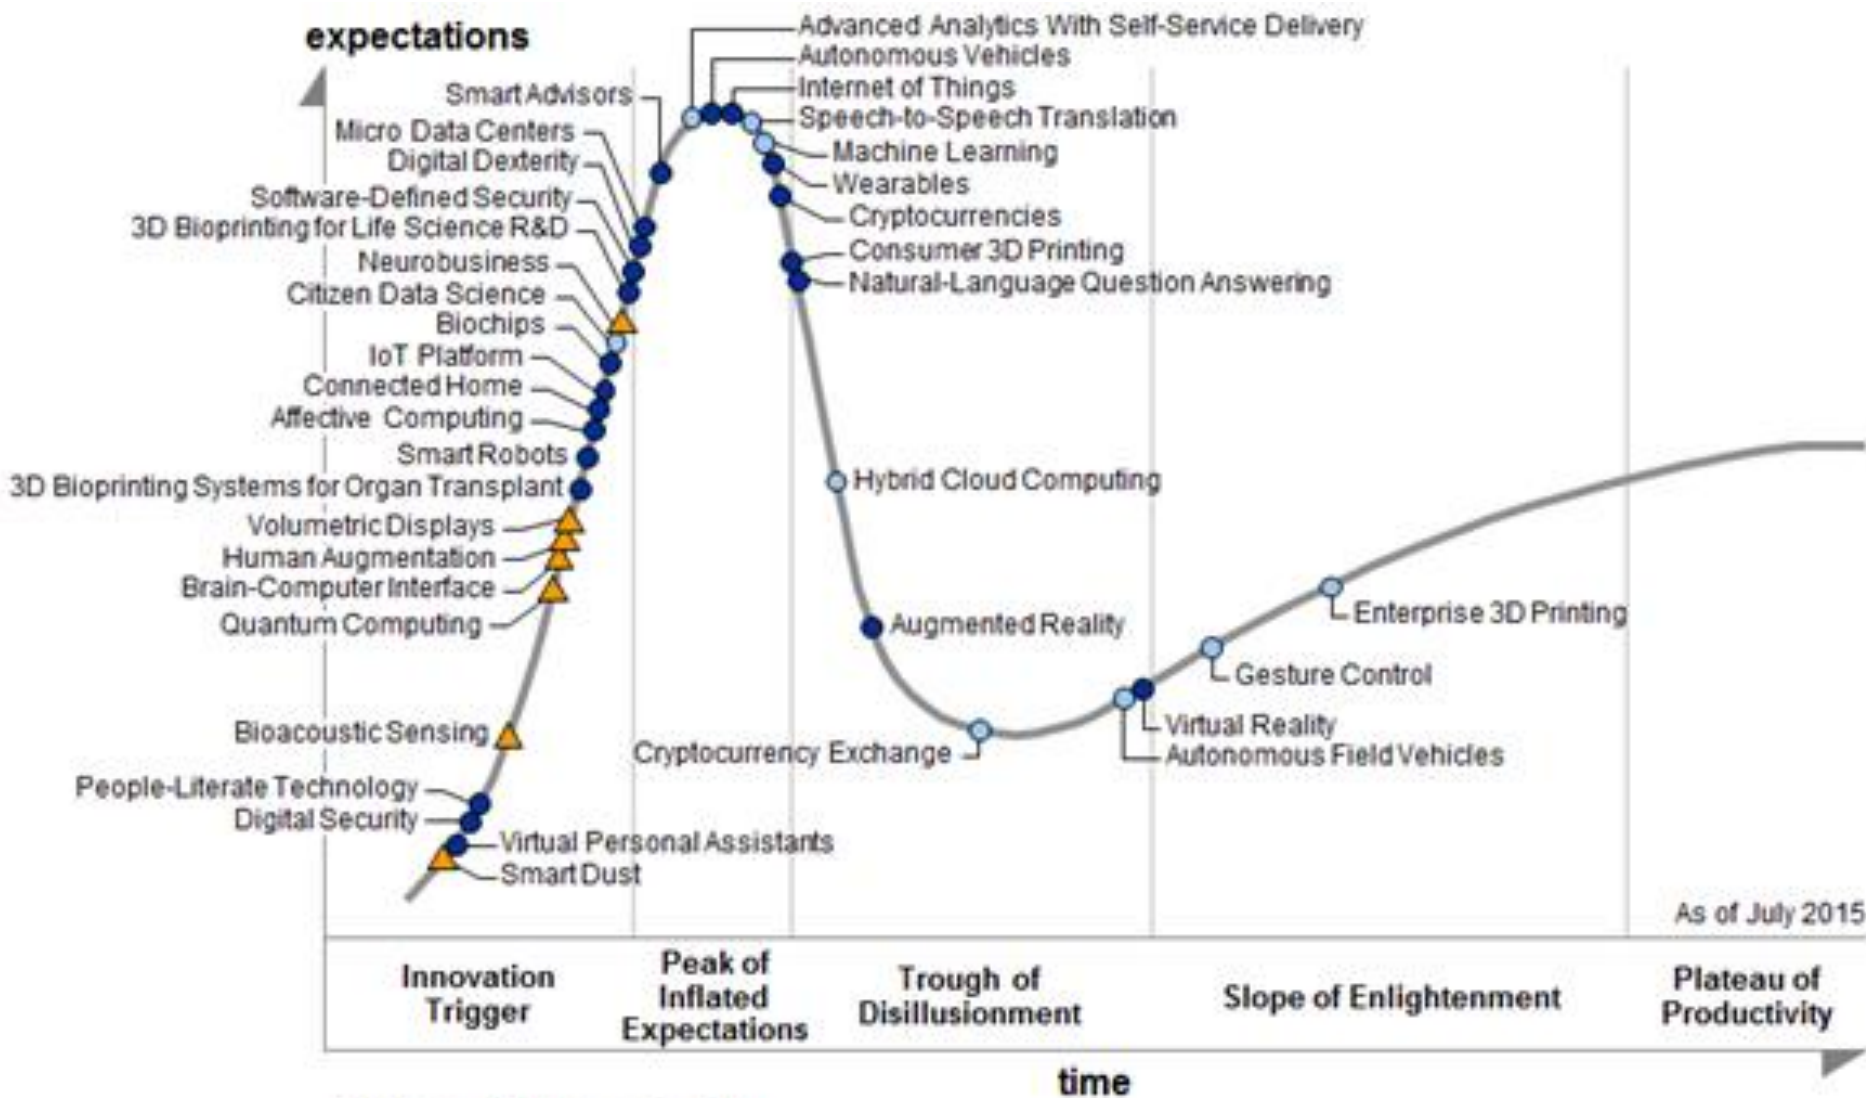 expectations
Advanced Analytics With Self-Service Delivery
Autonomous Vehicles
Internet of Things
Speech-to-Speech Translation
Machine Learning
Wearables
Cryptocurrencies
Consumer 3D Printing
Natural-Language Question Answering
Smart Advisors
Micro Data Centers
Digital Dexterity
Software-Defined Security
3D Bioprinting for Life Science R&D
Neurobusiness
Citizen Data Science
Biochips
IoT Platform
Connected Home
Affective Computing
Smart Robots
3D Bioprinting Systems for Organ Transplant
Volumetric Displays
Human Augmentation
Brain-Computer Interface
Quantum Computing
Bioacoustic Sensing
People-Literate Technology
Digital Security
Virtual Personal Assistants
Smart Dust
Hybrid Cloud Computing
Augmented Reality
Cryptocurrency Exchange
Enterprise 3D Printing
Gesture Control
Virtual Reality
Autonomous Field Vehicles
As of July 2015
Innovation
Trigger
Peak of
Inflated
Expectations
Trough of
Disillusionment
Slope of Enlightenment
Plateau of
Productivity
time